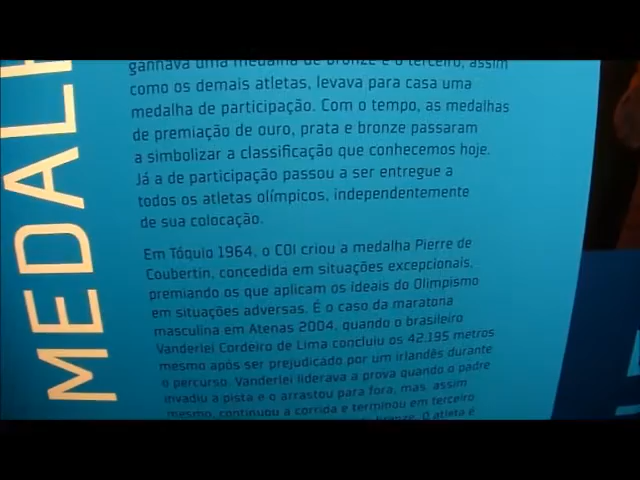 MEDALH
ganhava uma medalha de bronze e o terceiro, assim
como os demais atletas, levava para casa uma
medalha de participação. Com o tempo, as medalhas
de premiação de ouro, prata e bronze passaram
a simbolizar a classificação que conhecemos hoje.
Já a de participação passou a ser entregue a
todos os atletas olímpicos, independentemente
de sua colocação.
Em Tóquio 1964, o COI criou a medalha Pierre de
Coubertin, concedida em situações excepcionais,
premiando os que aplicam os ideais do Olimpismo
em situações adversas. É o caso da maratona
masculina em Atenas 2004, quando o brasileiro
Vanderlei Cordeiro de Lima concluiu os 42.195 metros
mesmo após ser prejudicado por um irlandês durante
o percurso. Vanderlei liderava a prova quando o padre
invadiu a pista e o arrastou para fora, mas, assim
mesmo, continuou a corrida e terminou em terceiro
bronze. O atleta é